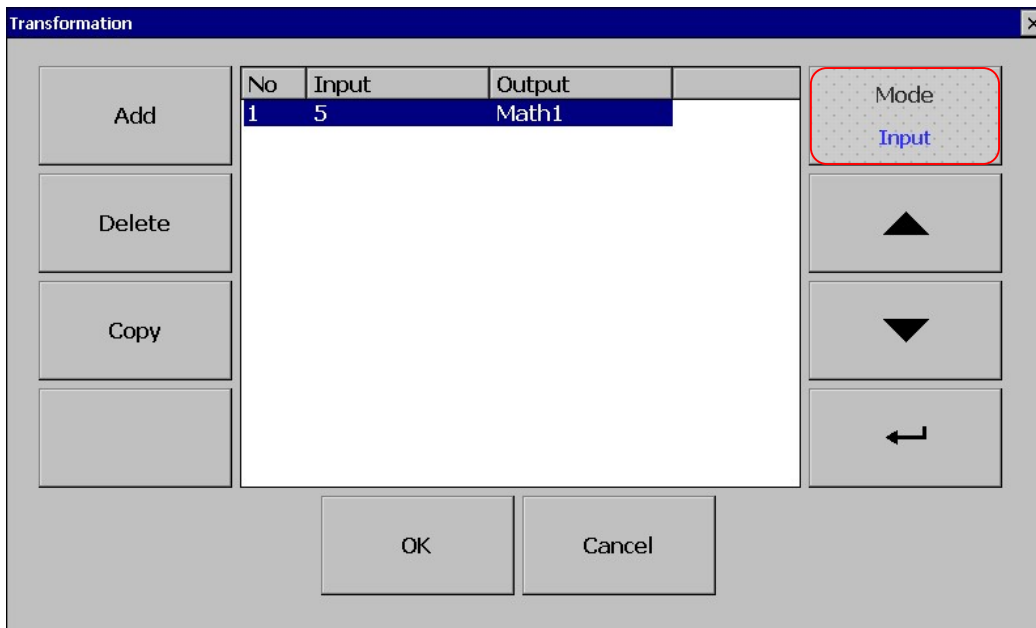 Transformation
Add
Delete
Copy
No Input Output
1 5 Math1
Mode
Input
OK Cancel